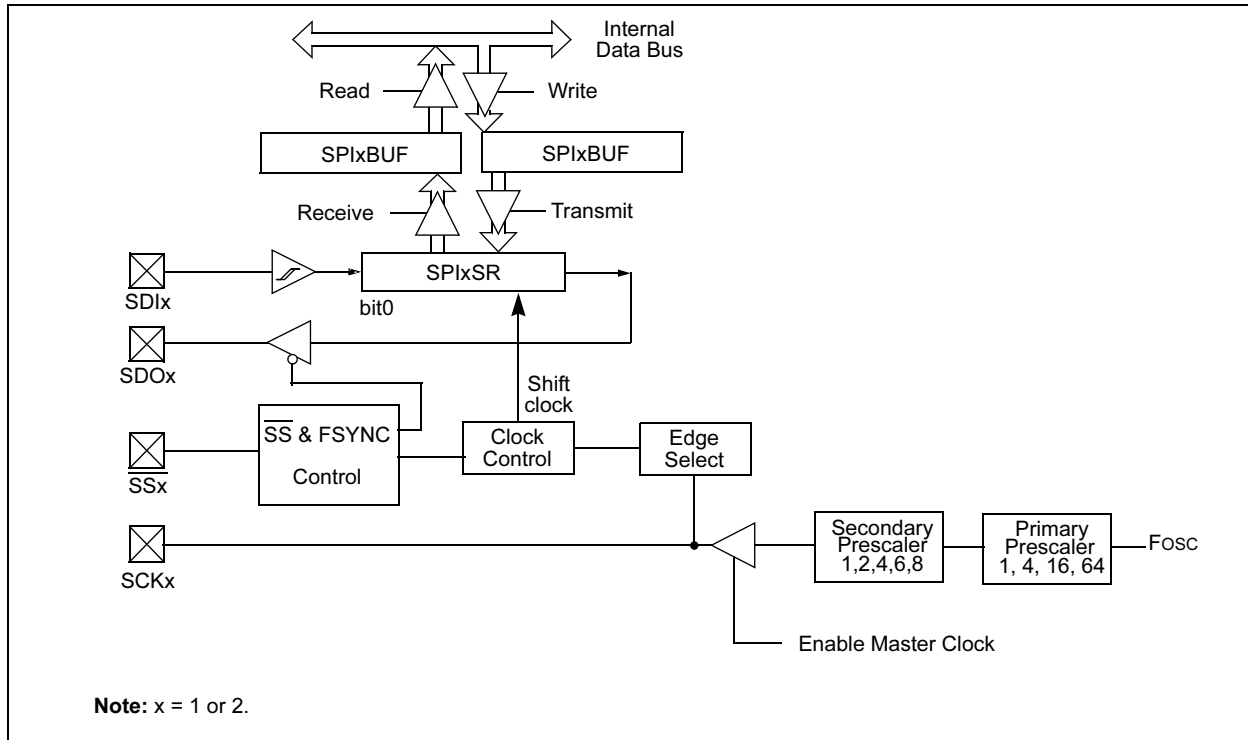 Internal
Data Bus
Read
Write
SPIxBUF
SPIxBUF
Receive
Transmit
SPIxSR
SDIx
bit0
SDOx
Shift
clock
SS & FSYNC
Control
Clock
Control
Edge
Select
SSx
Secondary
Prescaler
1,2,4,6,8
Primary
Prescaler
1, 4, 16, 64
FOSC
SCKx
Enable Master Clock
Note: x = 1 or 2.